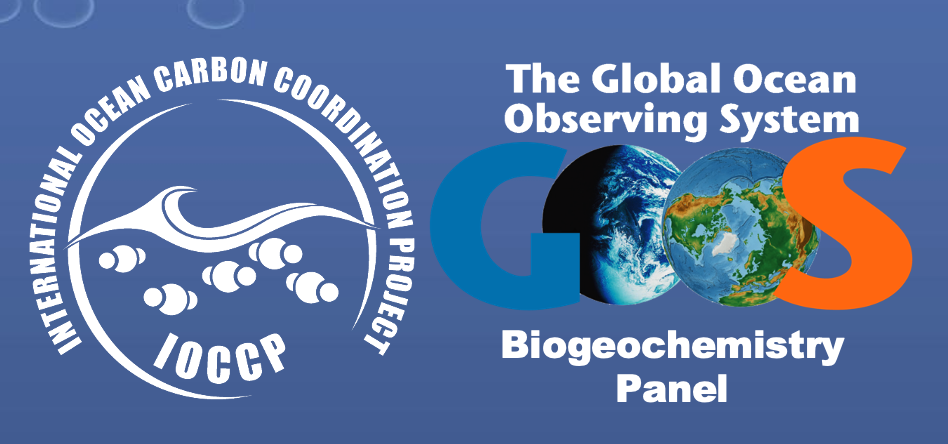 INTERNATIONAL OCEAN CARBON COORDINATION PROJECT
IOCCP
The Global Ocean
Observing System
GOOS
Biogeochemistry
Panel